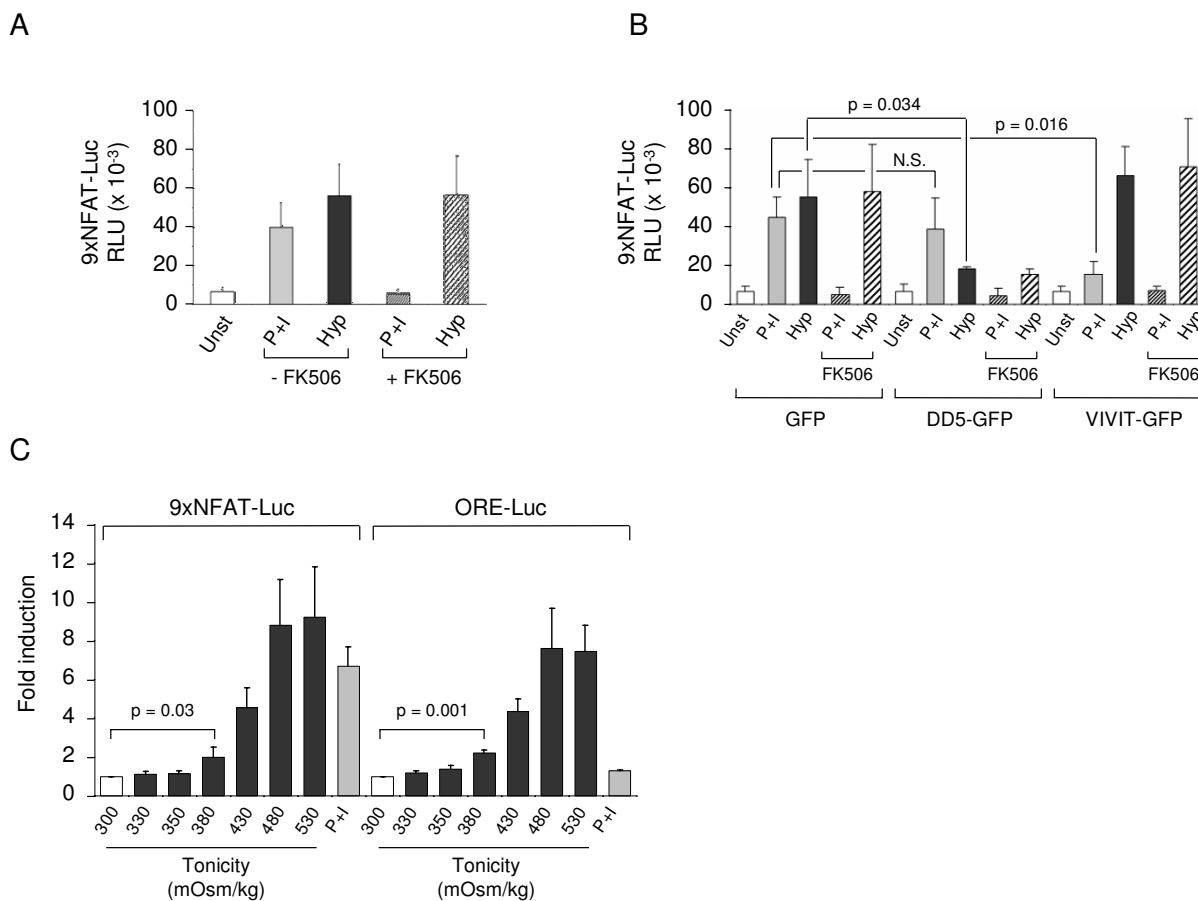 A
9xNFAT-Luc
RLU (x 10-3)
100
80
60
40
20
0
Unst
P+I
Hyp
P+I
Hyp
- FK506
+ FK506
B
9xNFAT-Luc
RLU (x 10-3)
100
80
60
40
20
0
p = 0.034
p = 0.016
N.S.
Unst
P+I
Hyp
P+I
Hyp
Unst
P+I
Hyp
P+I
Hyp
Unst
P+I
Hyp
P+I
Hyp
FK506
FK506
FK506
GFP
DD5-GFP
VIVIT-GFP
C
9xNFAT-Luc
ORE-Luc
Fold induction
14
12
10
8
6
4
2
0
p = 0.03
p = 0.001
300
330
350
380
430
480
530
P+I
300
330
350
380
430
480
530
P+I
Tonicity
(mOsm/kg)
Tonicity
(mOsm/kg)